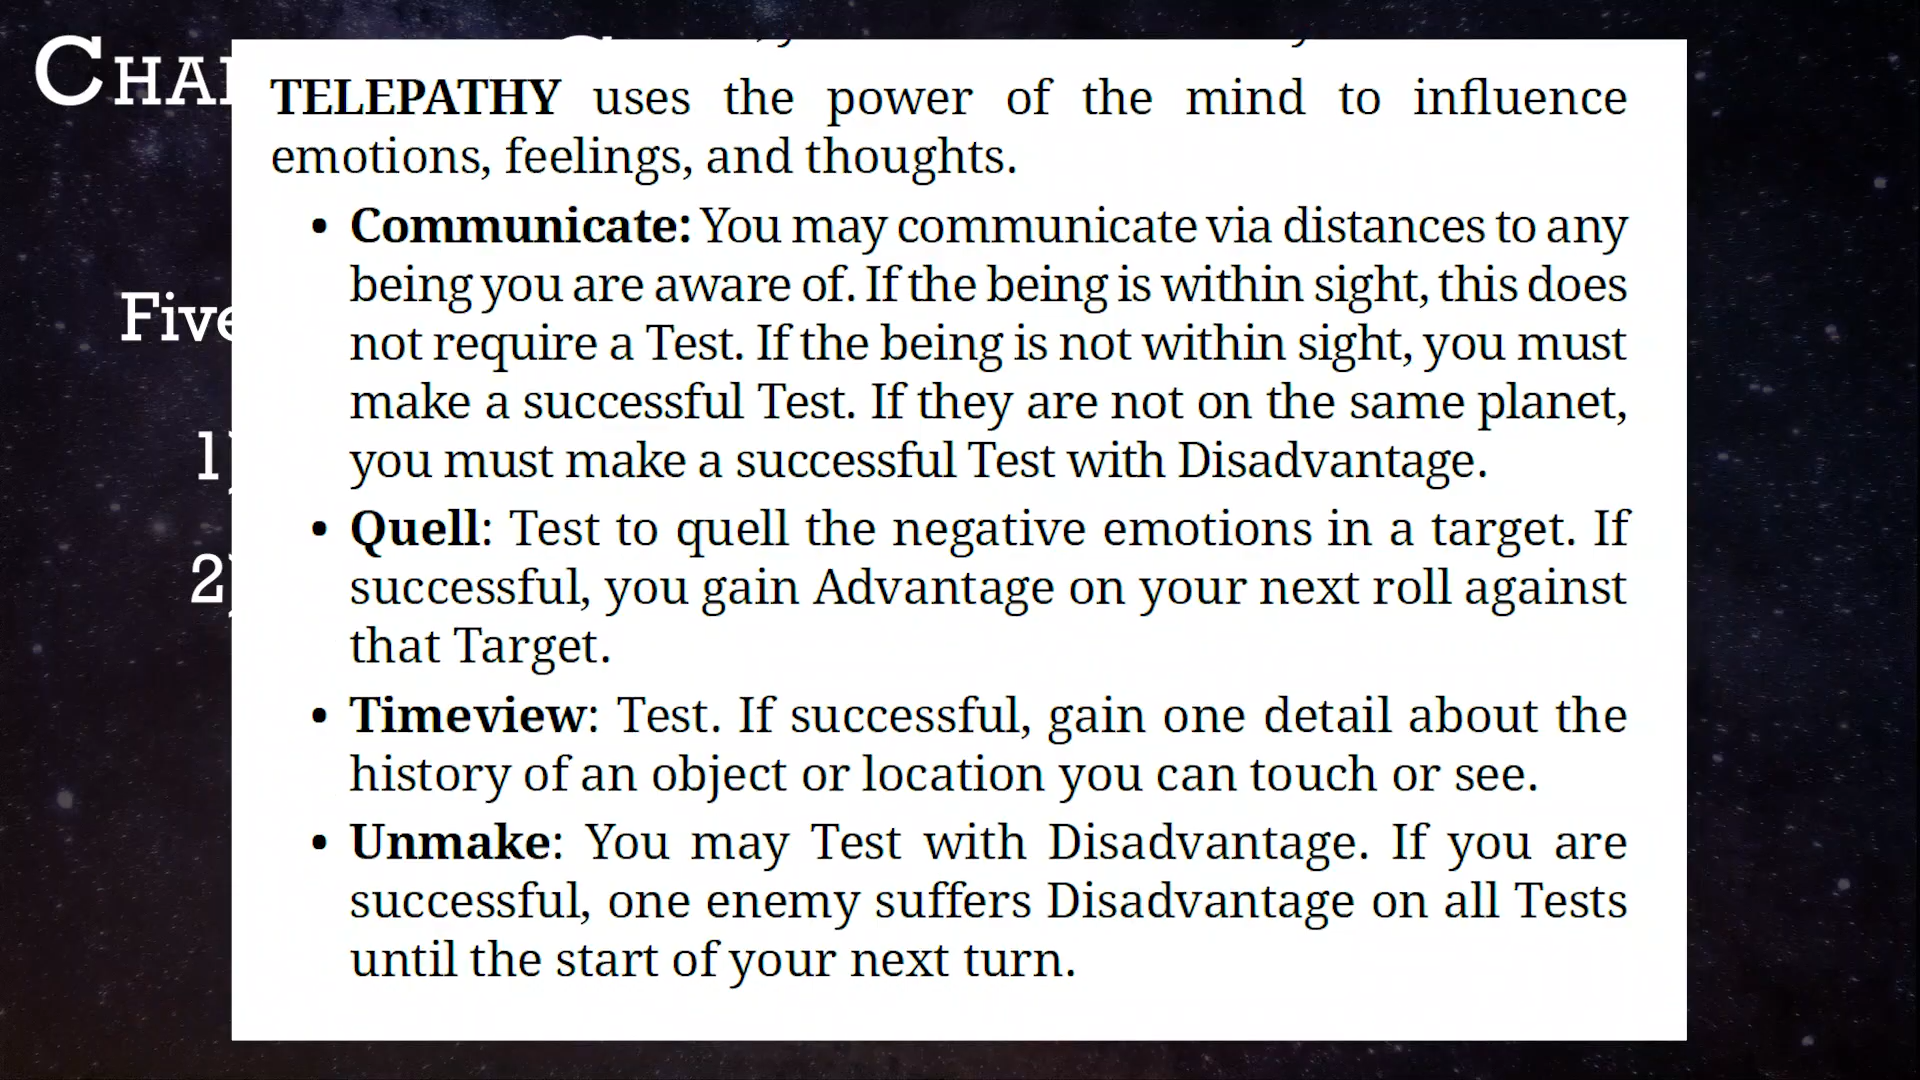 TELEPATHY uses the power of the mind to influence
emotions, feelings, and thoughts.
• Communicate: You may communicate via distances to any
being you are aware of. If the being is within sight, this does
not require a Test. If the being is not within sight, you must
make a successful Test. If they are not on the same planet,
you must make a successful Test with Disadvantage.
• Quell: Test to quell the negative emotions in a target. If
successful, you gain Advantage on your next roll against
that Target.
• Timeview: Test. If successful, gain one detail about the
history of an object or location you can touch or see.
• Unmake: You may Test with Disadvantage. If you are
successful, one enemy suffers Disadvantage on all Tests
until the start of your next turn.
Five
1)
2)